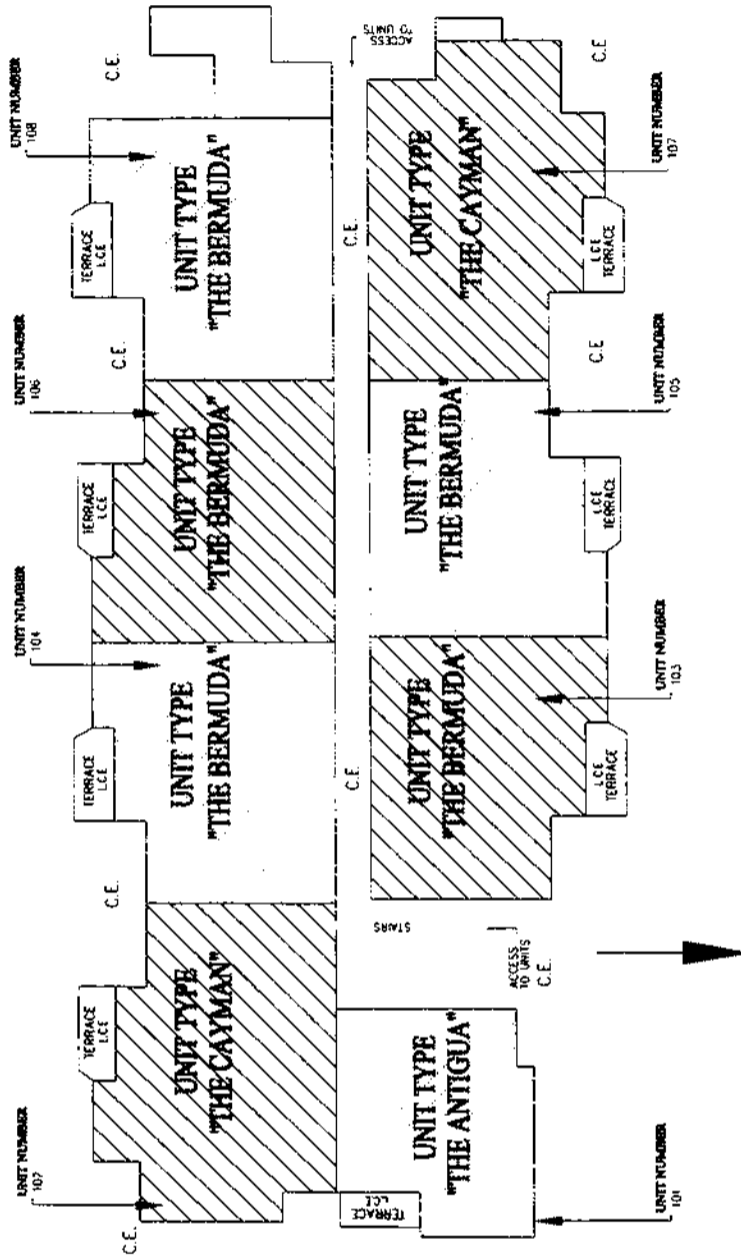 UNIT NUMBER
102
UNIT NUMBER
104
UNIT NUMBER
106
UNIT NUMBER
108
C.E.
TERRACE
L.C.E
C.E.
TERRACE
L.C.E
TERRACE
L.C.E
C.E.
TERRACE
L.C.E
C.E.
UNIT TYPE
"THE CAYMAN"
UNIT TYPE
"THE BERMUDA"
UNIT TYPE
"THE BERMUDA"
UNIT TYPE
"THE BERMUDA"
C.E.
C.E.
ACCESS
TO UNITS
TERRACE
L.C.E
UNIT TYPE
"THE ANTIGUA"
STAIRS
ACCESS
TO UNITS
C.E.
UNIT TYPE
"THE BERMUDA"
UNIT TYPE
"THE BERMUDA"
UNIT TYPE
"THE CAYMAN"
L.C.E
TERRACE
L.C.E
TERRACE
C.E
L.C.E
TERRACE
C.E
UNIT NUMBER
101
UNIT NUMBER
103
UNIT NUMBER
105
UNIT NUMBER
107